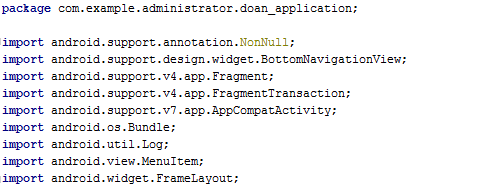 package com.example.administrator.doan_application;
import android.support.annotation.NonNull;
import android.support.design.widget.BottomNavigationView;
import android.support.v4.app.Fragment;
import android.support.v4.app.FragmentTransaction;
import android.support.v7.app.AppCompatActivity;
import android.os.Bundle;
import android.util.Log;
import android.view.MenuItem;
import android.widget.FrameLayout;